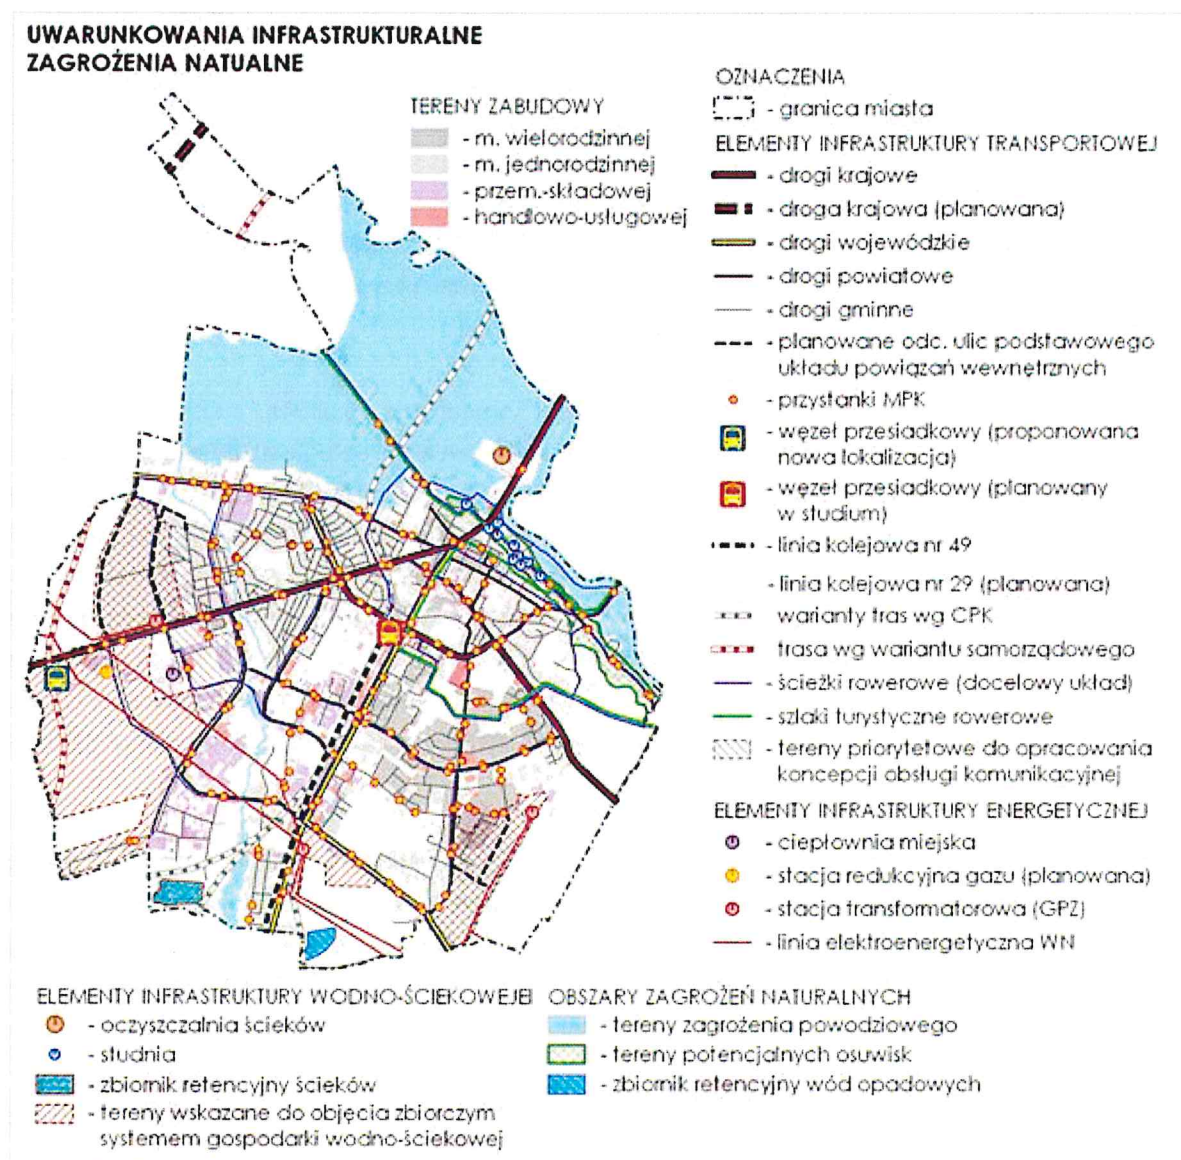 UWARUNKOWANIA INFRASTRUKTURALNE
ZAGROŻENIA NATUALNE
TERENY ZABUDOWY
- m. wielorodzinnej
- m. jednorodzinnej
- przem.-składowej
- handlowo-usługowej
OZNACZENIA
- granica miasta
ELEMENTY INFRASTRUKTURY TRANSPORTOWEJ
- drogi krajowe
- droga krajowa (planowana)
- drogi wojewódzkie
- drogi powiatowe
- drogi gminne
- planowane odc. ulic podstawowego
układu powiązań wewnętrznych
- przystanki MPK
- węzeł przesiadkowy (proponowana
nowa lokalizacja)
- węzeł przesiadkowy (planowany
w studium)
- linia kolejowa nr 49
- linia kolejowa nr 29 (planowana)
- warianty tras wg CPK
- trasa wg wariantu samorządowego
- ścieżki rowerowe (docelowy układ)
- szlaki turystyczne rowerowe
- tereny priorytetowe do opracowania
koncepcji obsługi komunikacyjnej
ELEMENTY INFRASTRUKTURY ENERGETYCZNEJ
- ciepłownia miejska
- stacja redukcyjna gazu (planowana)
- stacja transformatorowa (GPZ)
- linia elektroenergetyczna WN
ELEMENTY INFRASTRUKTURY WODNO-ŚCIEKOWEJEJ
- oczyszczalnia ścieków
- studnia
- zbiornik retencyjny ścieków
- tereny wskazane do objęcia zbiorczym
systemem gospodarki wodno-ściekowej
OBSZARY ZAGROŻEŃ NATURALNYCH
- tereny zagrożenia powodziowego
- tereny potencjalnych osuwisk
- zbiornik retencyjny wód opadowych